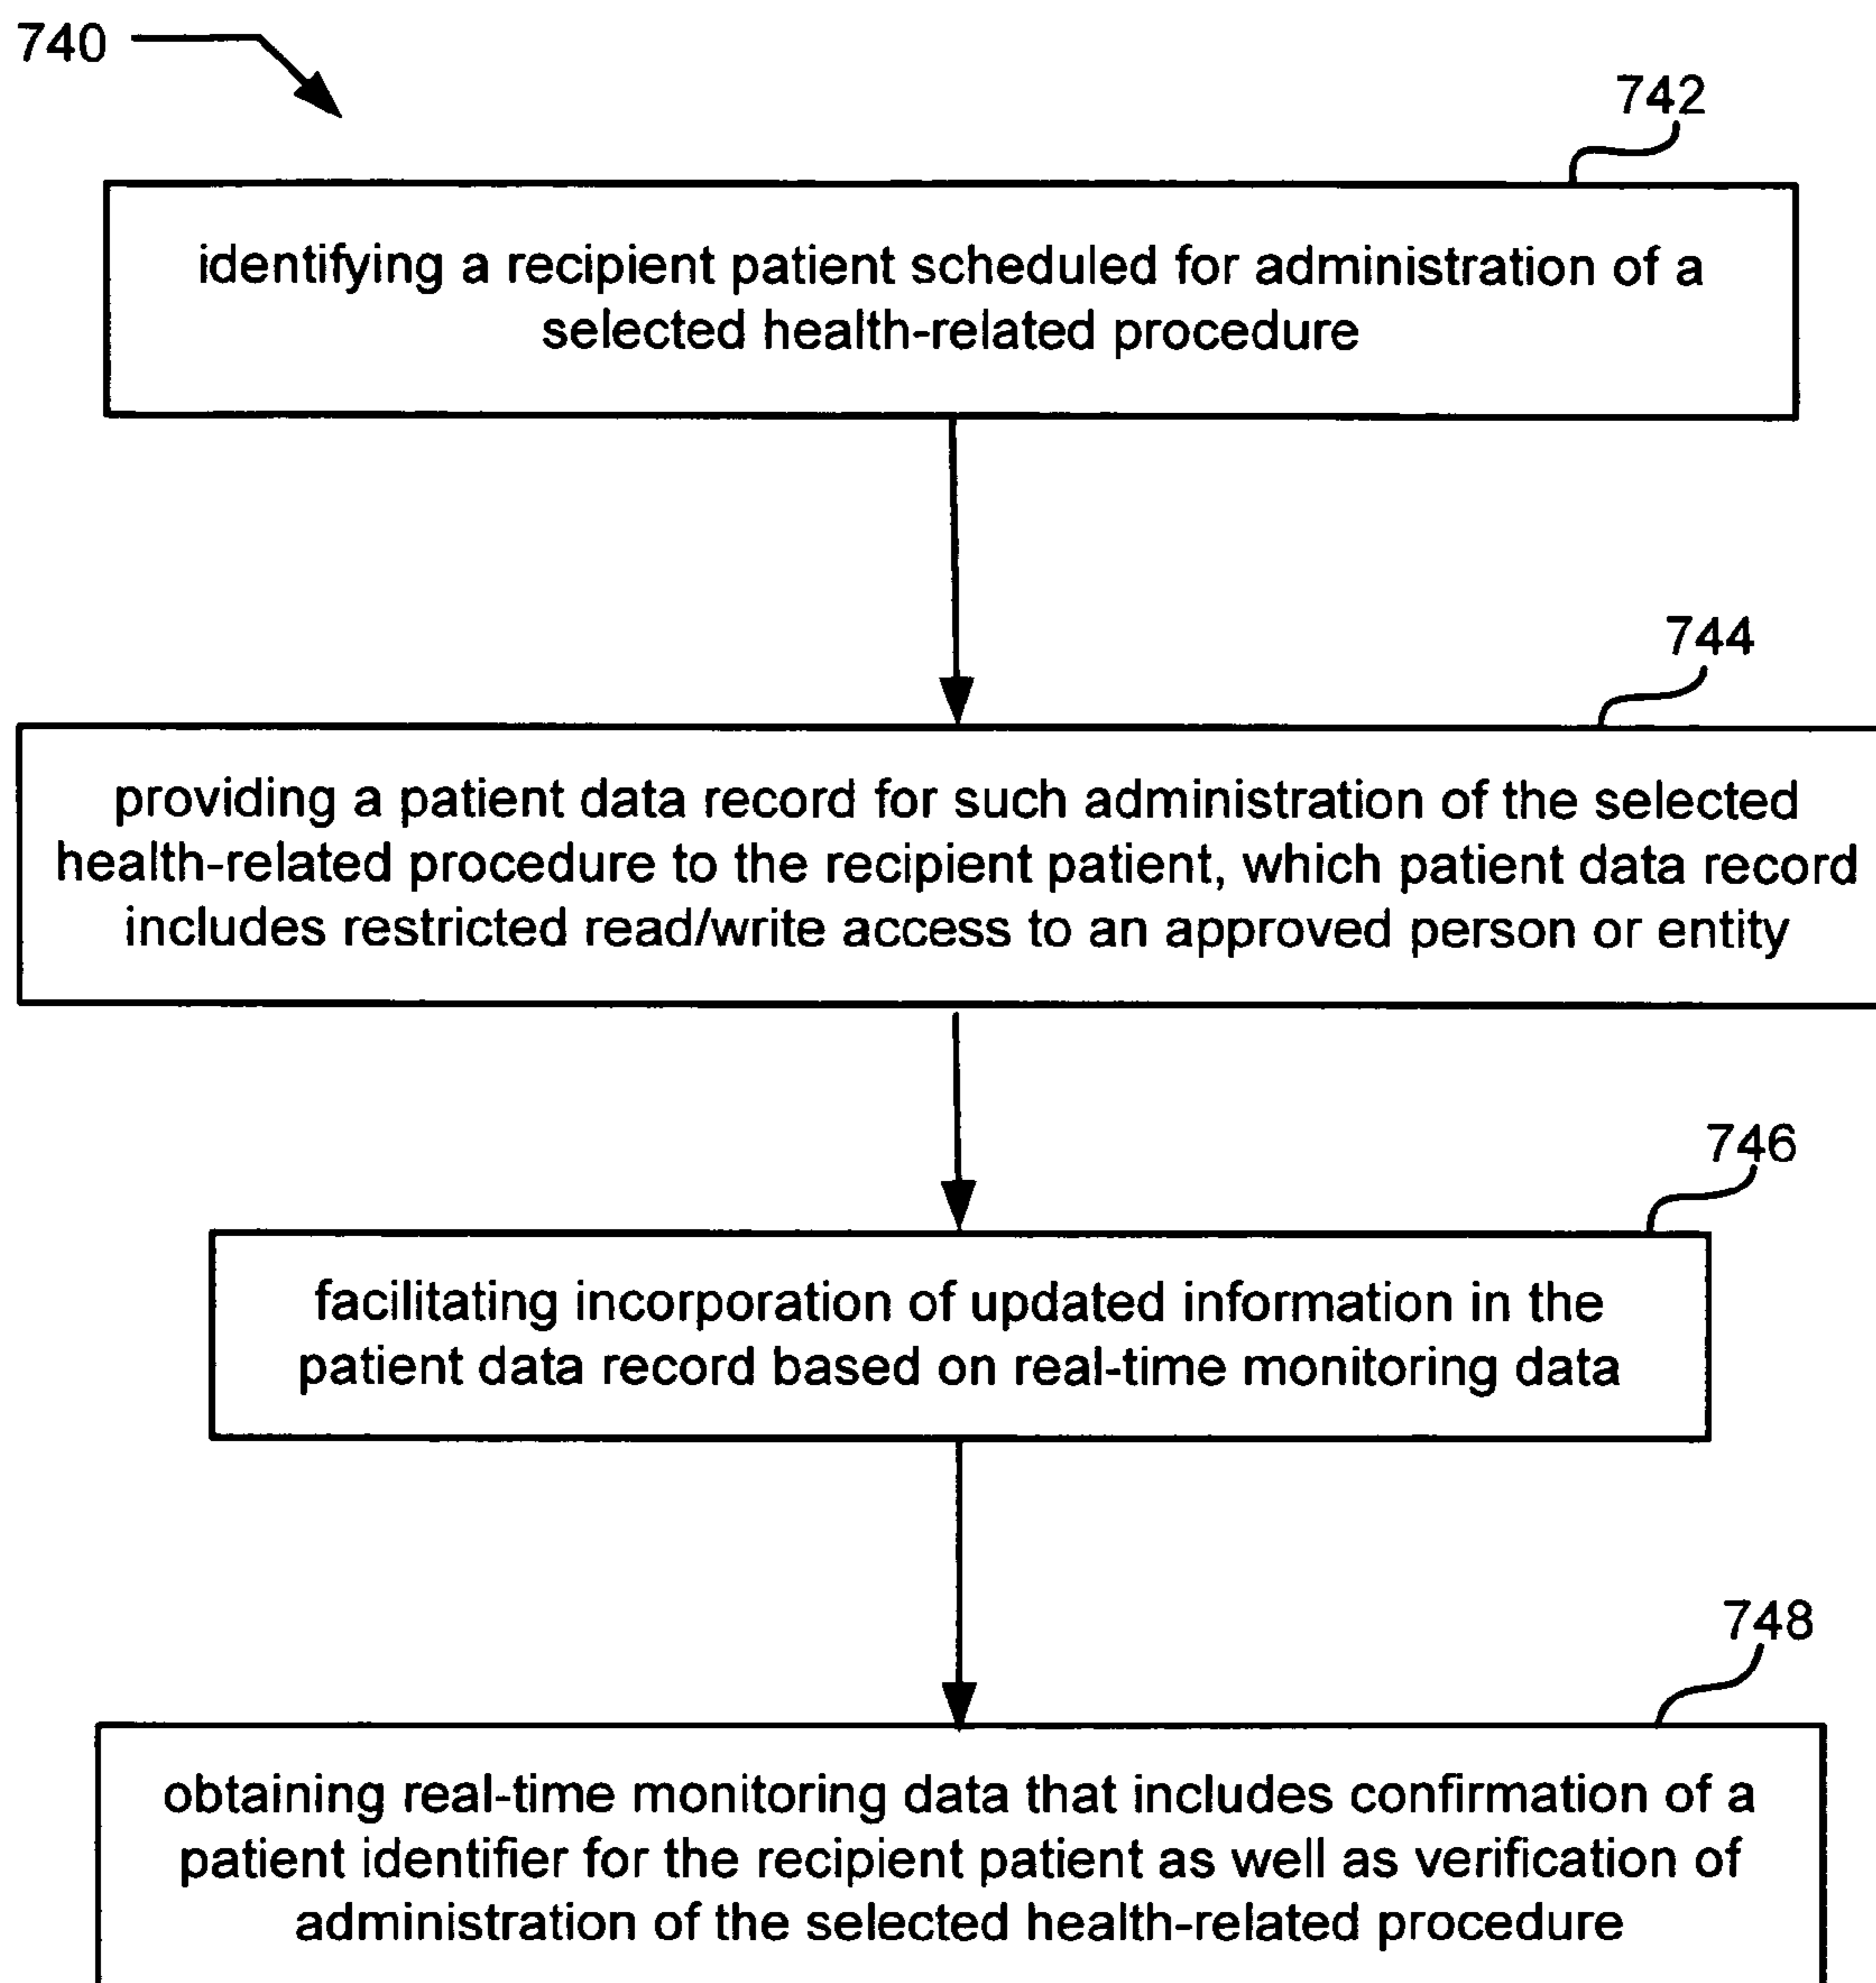 740
742
identifying a recipient patient scheduled for administration of a
selected health-related procedure
744
providing a patient data record for such administration of the selected
health-related procedure to the recipient patient, which patient data record
includes restricted read/write access to an approved person or entity
746
facilitating incorporation of updated information in the
patient data record based on real-time monitoring data
748
obtaining real-time monitoring data that includes confirmation of a
patient identifier for the recipient patient as well as verification of
administration of the selected health-related procedure